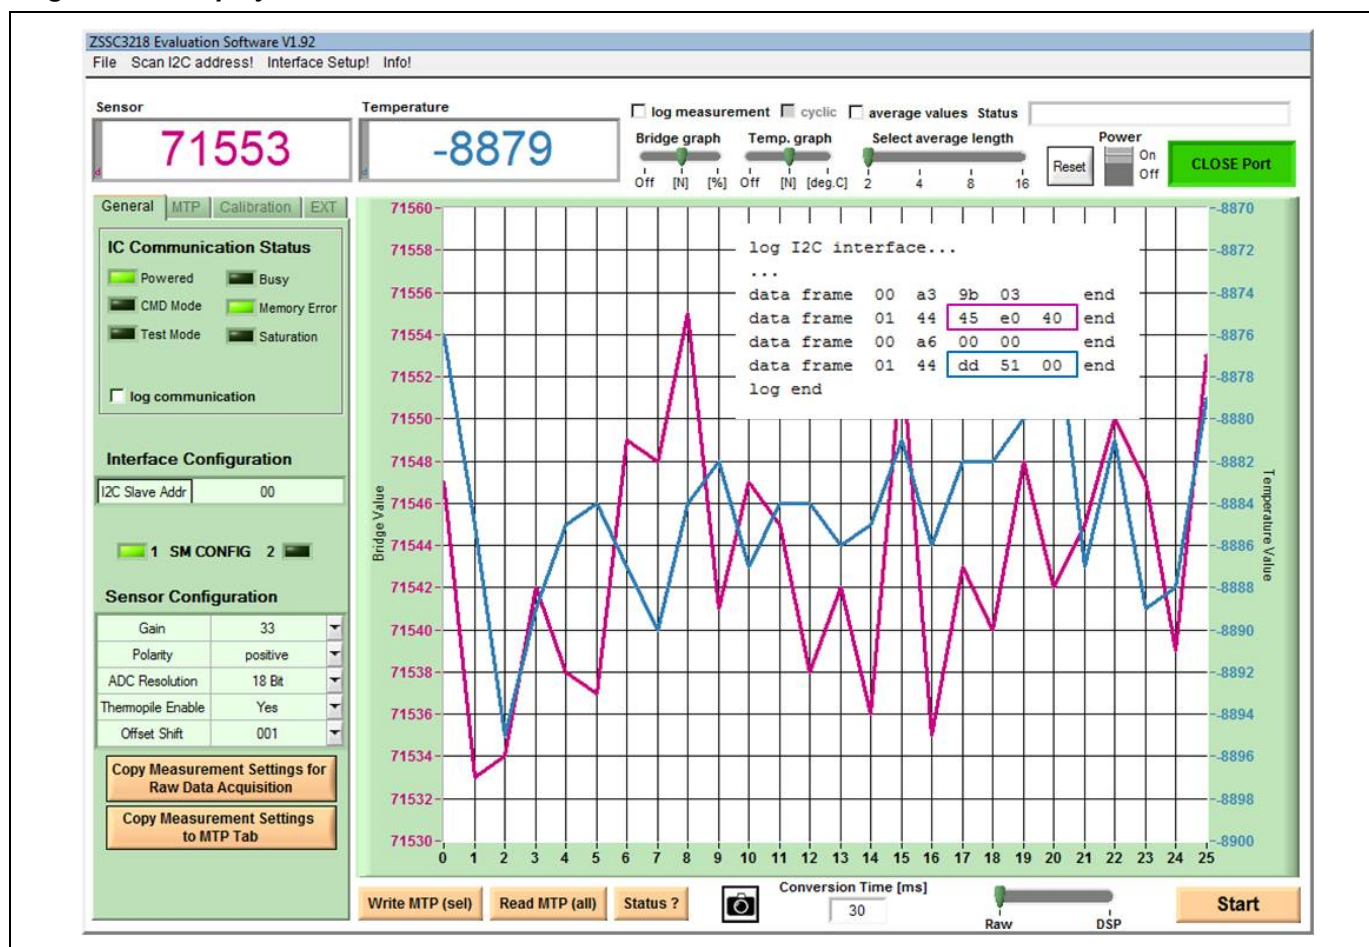 ZSSC3218 Evaluation Software V1.92
File Scan I2C address! Interface Setup! Info!
Sensor
71553
d
Temperature
-8879
d
log measurement cyclic average values Status
Bridge graph Temp. graph Select average length Power
Off [N] [%] Off [N] [deg.C] 2 4 8 16
Reset
On
Off
CLOSE Port
General MTP Calibration EXT
IC Communication Status
Powered Busy
CMD Mode Memory Error
Test Mode Saturation
log communication
Interface Configuration
I2C Slave Addr 00
1 SM CONFIG 2
Sensor Configuration
Gain 33
Polarity positive
ADC Resolution 18 Bit
Thermopile Enable Yes
Offset Shift 001
Copy Measurement Settings for
Raw Data Acquisition
Copy Measurement Settings
to MTP Tab
Bridge Value
71560
71558
71556
71554
71552
71550
71548
71546
71544
71542
71540
71538
71536
71534
71532
71530
log I2C interface...
...
data frame 00 a3 9b 03 end
data frame 01 44 45 e0 40 end
data frame 00 a6 00 00 end
data frame 01 44 dd 51 00 end
log end
-8870
-8872
-8874
-8876
-8878
-8880
-8882
-8884
-8886
-8888
-8890
-8892
-8894
-8896
-8898
-8900
Temperature Value
0 1 2 3 4 5 6 7 8 9 10 11 12 13 14 15 16 17 18 19 20 21 22 23 24 25
Write MTP (sel) Read MTP (all) Status ?
Conversion Time [ms]
30
Raw DSP
Start